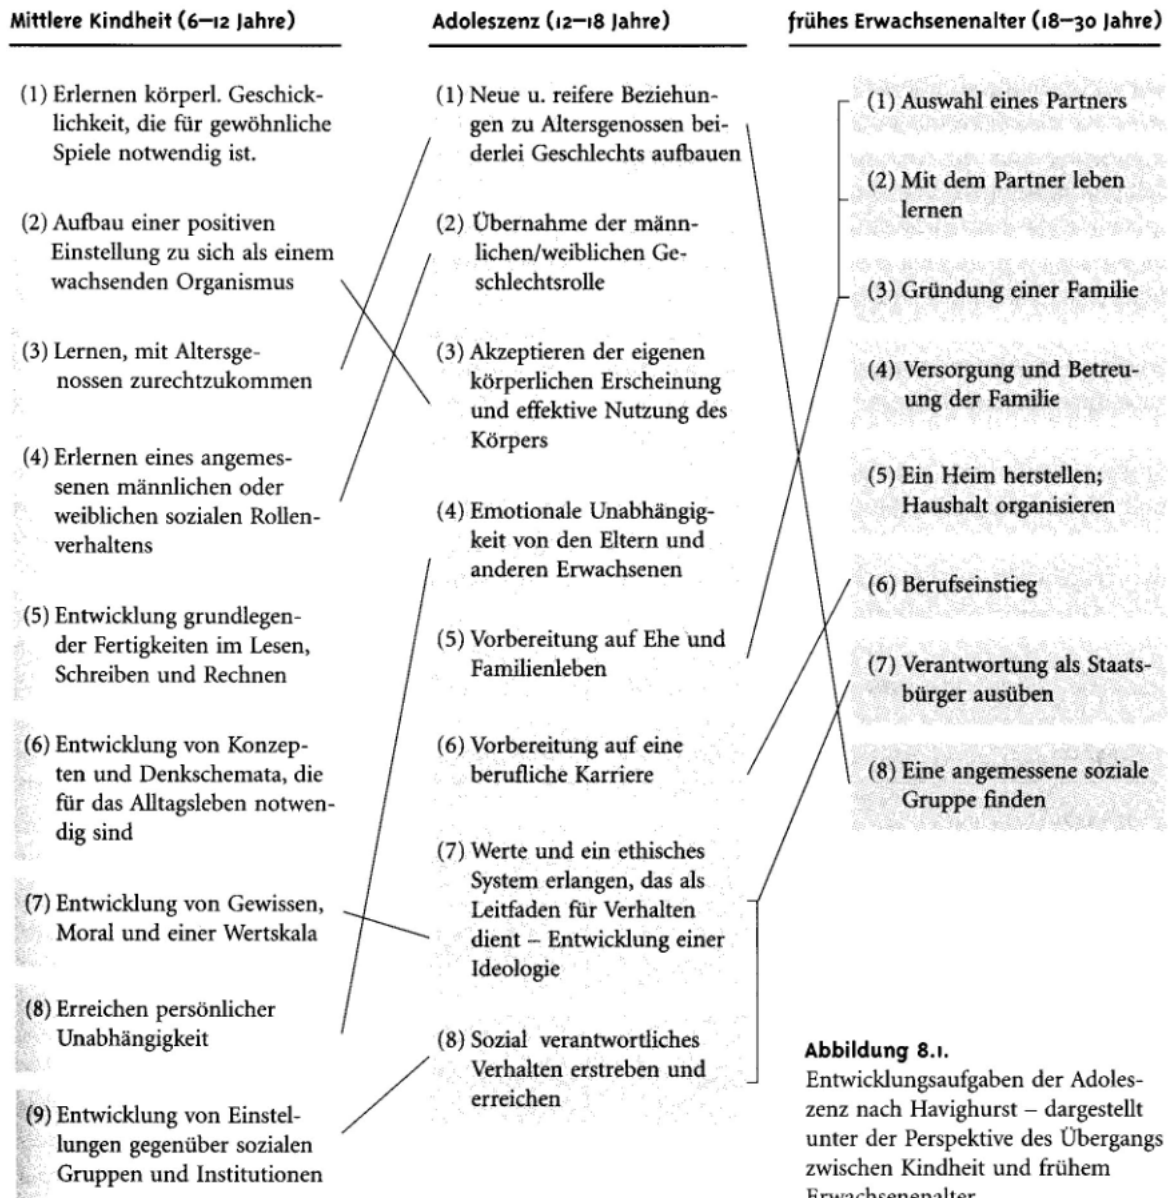 Mittlere Kindheit (6–12 Jahre)
(1) Erlernen körperl. Geschick-
lichkeit, die für gewöhnliche
Spiele notwendig ist.
(2) Aufbau einer positiven
Einstellung zu sich als einem
wachsenden Organismus
(3) Lernen, mit Altersge-
nossen zurechtzukommen
(4) Erlernen eines angemes-
senen männlichen oder
weiblichen sozialen Rollen-
verhaltens
(5) Entwicklung grundlegen-
der Fertigkeiten im Lesen,
Schreiben und Rechnen
(6) Entwicklung von Konzep-
ten und Denkschemata, die
für das Alltagsleben notwen-
dig sind
(7) Entwicklung von Gewissen,
Moral und einer Wertskala
(8) Erreichen persönlicher
Unabhängigkeit
(9) Entwicklung von Einstel-
lungen gegenüber sozialen
Gruppen und Institutionen
Adoleszenz (12–18 Jahre)
(1) Neue u. reifere Beziehun-
gen zu Altersgenossen bei-
derlei Geschlechts aufbauen
(2) Übernahme der männ-
lichen/weiblichen Ge-
schlechtsrolle
(3) Akzeptieren der eigenen
körperlichen Erscheinung
und effektive Nutzung des
Körpers
(4) Emotionale Unabhängig-
keit von den Eltern und
anderen Erwachsenen
(5) Vorbereitung auf Ehe und
Familienleben
(6) Vorbereitung auf eine
berufliche Karriere
(7) Werte und ein ethisches
System erlangen, das als
Leitfaden für Verhalten
dient – Entwicklung einer
Ideologie
(8) Sozial verantwortliches
Verhalten erstreben und
erreichen
frühes Erwachsenenalter (18–30 Jahre)
(1) Auswahl eines Partners
(2) Mit dem Partner leben
lernen
(3) Gründung einer Familie
(4) Versorgung und Betreu-
ung der Familie
(5) Ein Heim herstellen;
Haushalt organisieren
(6) Berufseinstieg
(7) Verantwortung als Staats-
bürger ausüben
(8) Eine angemessene soziale
Gruppe finden
Abbildung 8.1.
Entwicklungsaufgaben der Adoles-
zenz nach Havighurst – dargestellt
unter der Perspektive des Übergangs
zwischen Kindheit und frühem
Erwachsenenalter